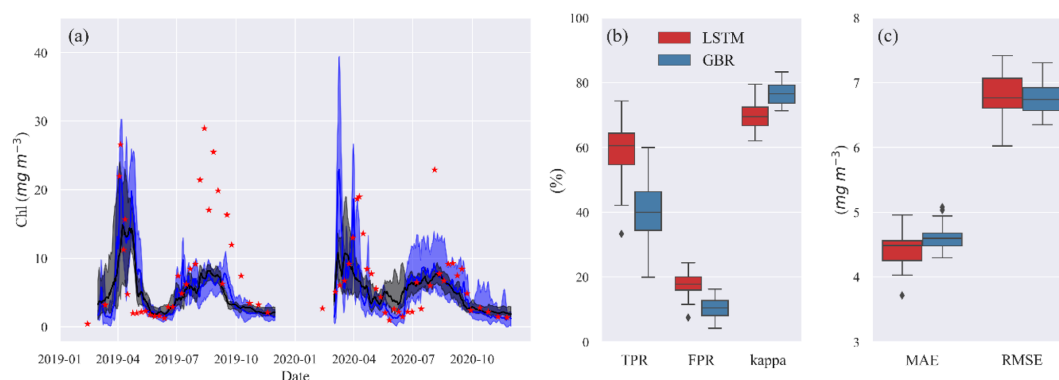 (a)
40
30
20
10
0
Chl (mg m⁻³)
2019-01 2019-04 2019-07 2019-10 2020-01 2020-04 2020-07 2020-10
Date
(b)
LSTM
GBR
100
80
60
40
20
0
(%)
TPR FPR kappa
(c)
8
7
6
5
4
3
(mg m⁻³)
MAE RMSE